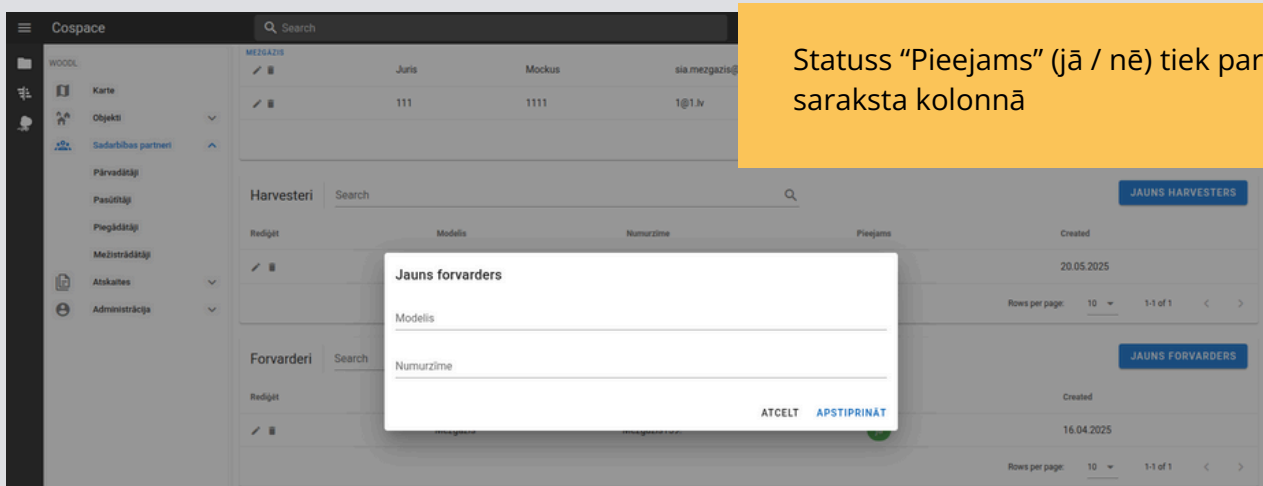 Cospace
Search
Statuss “Pieejams” (jā / nē) tiek par
saraksta kolonnā
WOODL
Karte
Objekti
Sadarbības partneri
Pārvadātāji
Pasūtītāji
Piegādātāji
Mežistrādātāji
Atskaites
Administrācija
MEZGĀZIS
Juris Mockus sia.mezgazis@
111 1111 1@1.lv
Harvesteri Search JAUNS HARVESTERS
Rediģēt Modelis Numurzīme Pieejams Created
20.05.2025
Rows per page: 10 1-1 of 1
Jauns forvarders
Modelis
Numurzīme
ATCELT APSTIPRINĀT
Forvarderi Search JAUNS FORVARDERS
Rediģēt Created
16.04.2025
Rows per page: 10 1-1 of 1